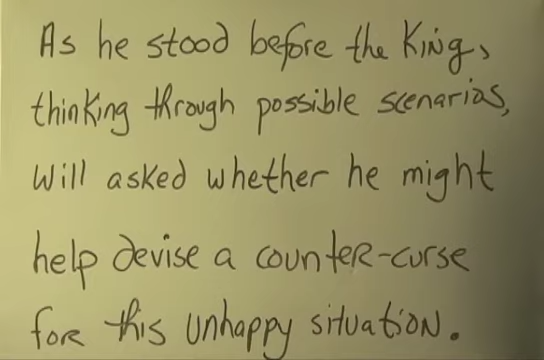 As he stood before the King,
thinking through possible scenarios,
Will asked whether he might
help devise a counter-curse
for this unhappy situation.